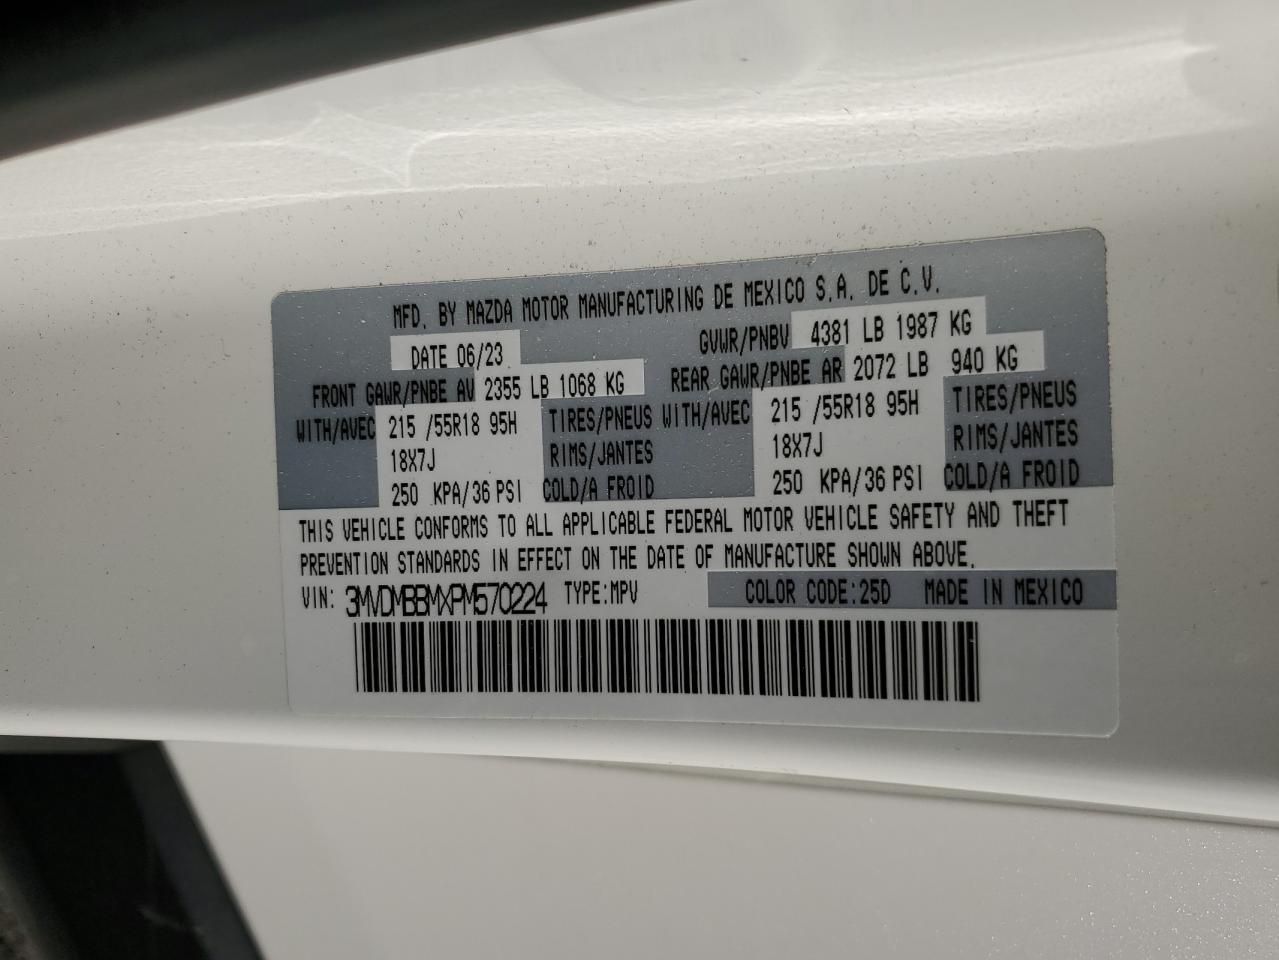 MFD. BY MAZDA MOTOR MANUFACTURING DE MEXICO S.A. DE C.V.
DATE 06/23 GVWR/PNBV 4381 LB 1987 KG
FRONT GAWR/PNBE AV 2355 LB 1068 KG REAR GAWR/PNBE AR 2072 LB 940 KG
WITH/AVEC 215 /55R18 95H TIRES/PNEUS WITH/AVEC 215 /55R18 95H TIRES/PNEUS
18X7J RIMS/JANTES 18X7J RIMS/JANTES
250 KPA/36 PSI COLD/A FROID 250 KPA/36 PSI COLD/A FROID
THIS VEHICLE CONFORMS TO ALL APPLICABLE FEDERAL MOTOR VEHICLE SAFETY AND THEFT
PREVENTION STANDARDS IN EFFECT ON THE DATE OF MANUFACTURE SHOWN ABOVE.
VIN: 3MVDMBBMXPM570224 TYPE:MPV COLOR CODE:25D MADE IN MEXICO